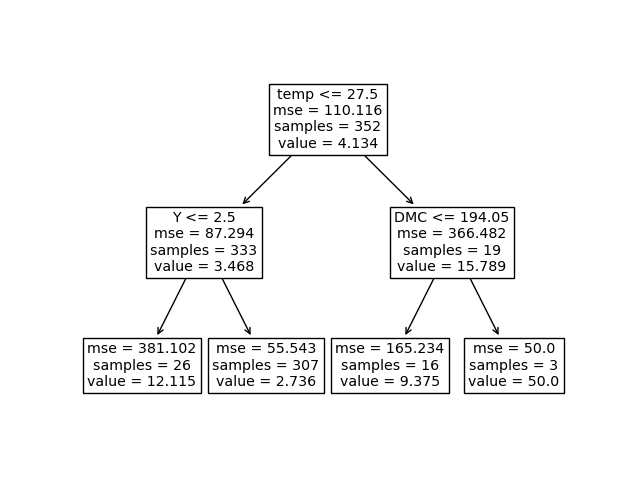 temp <= 27.5
mse = 110.116
samples = 352
value = 4.134
Y <= 2.5
mse = 87.294
samples = 333
value = 3.468
DMC <= 194.05
mse = 366.482
samples = 19
value = 15.789
mse = 381.102
samples = 26
value = 12.115
mse = 55.543
samples = 307
value = 2.736
mse = 165.234
samples = 16
value = 9.375
mse = 50.0
samples = 3
value = 50.0